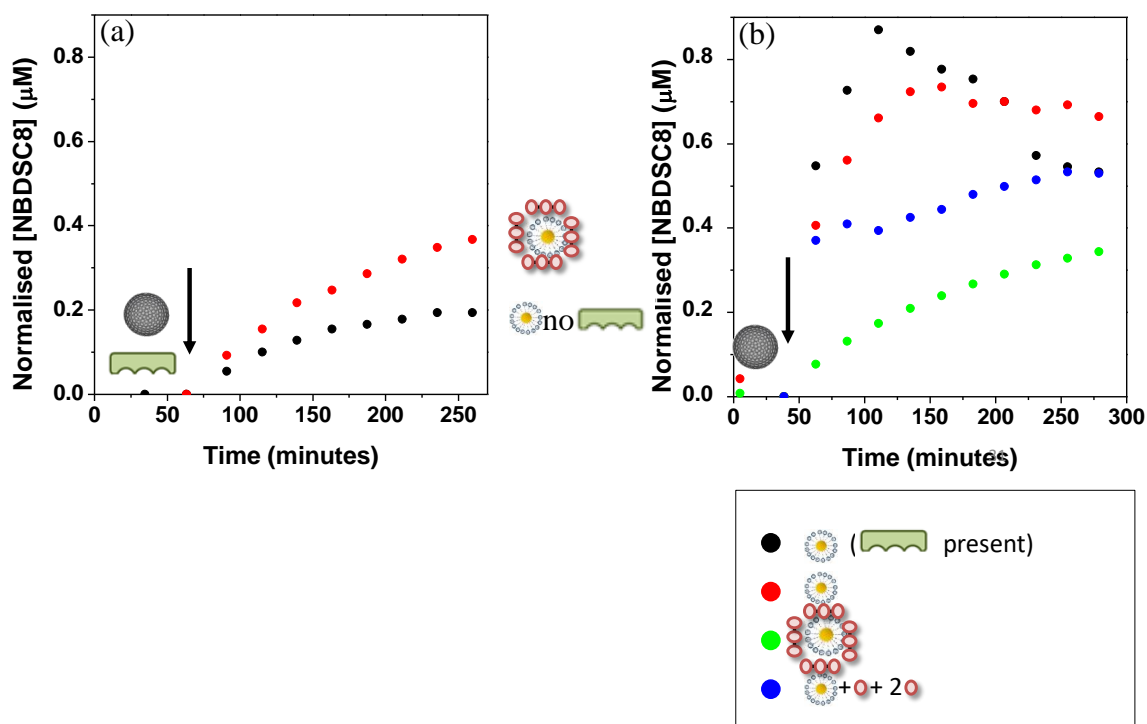 (a)
0.8
0.6
0.4
0.2
0.0
Normalised [NBDSC8] (μM)
0 50 100 150 200 250
Time (minutes)
no
(b)
0.8
0.6
0.4
0.2
0.0
Normalised [NBDSC8] (μM)
0 50 100 150 200 250 300
Time (minutes)
( present)
+ + 2